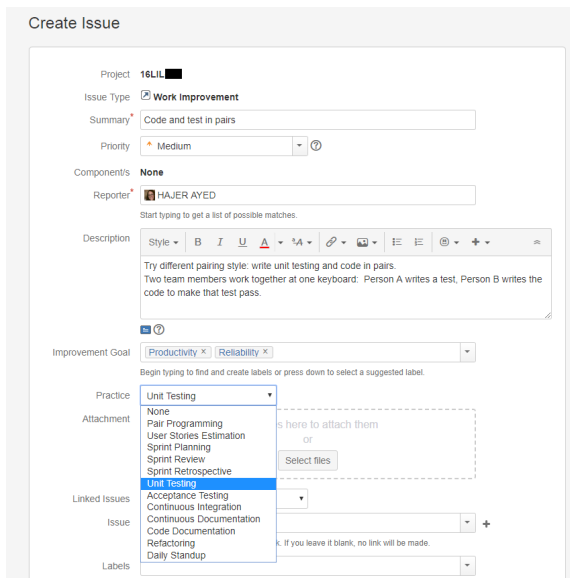 Create Issue
Project 16LIL
Issue Type Work Improvement
Summary* Code and test in pairs
Priority Medium
Component/s None
Reporter* HAJER AYED
Start typing to get a list of possible matches.
Description Style B I U A
Try different pairing style: write unit testing and code in pairs.
Two team members work together at one keyboard: Person A writes a test, Person B writes the
code to make that test pass.
Improvement Goal Productivity × Reliability ×
Begin typing to find and create labels or press down to select a suggested label.
Practice Unit Testing
None
Attachment
Pair Programming
s here to attach them
User Stories Estimation
or
Sprint Planning
Sprint Review
Select files
Sprint Retrospective
Unit Testing
Linked Issues
Acceptance Testing
Continuous Integration
Issue
Continuous Documentation
Code Documentation
k. If you leave it blank, no link will be made.
Refactoring
Daily Standup
Labels